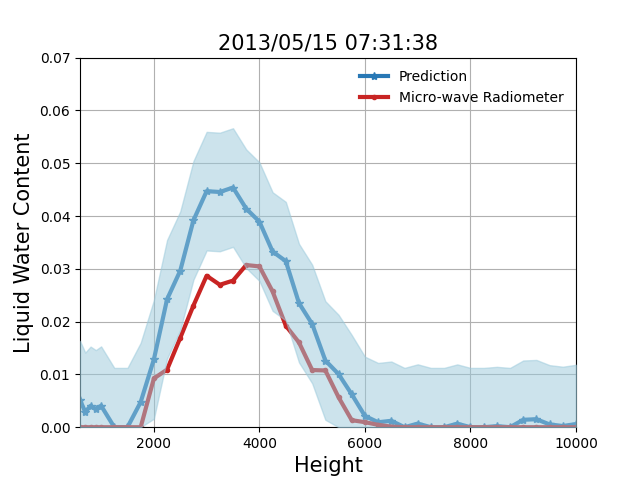 2013/05/15 07:31:38
Prediction
Micro-wave Radiometer
0.07
0.06
0.05
0.04
0.03
0.02
0.01
0.00
Liquid Water Content
2000 4000 6000 8000 10000
Height